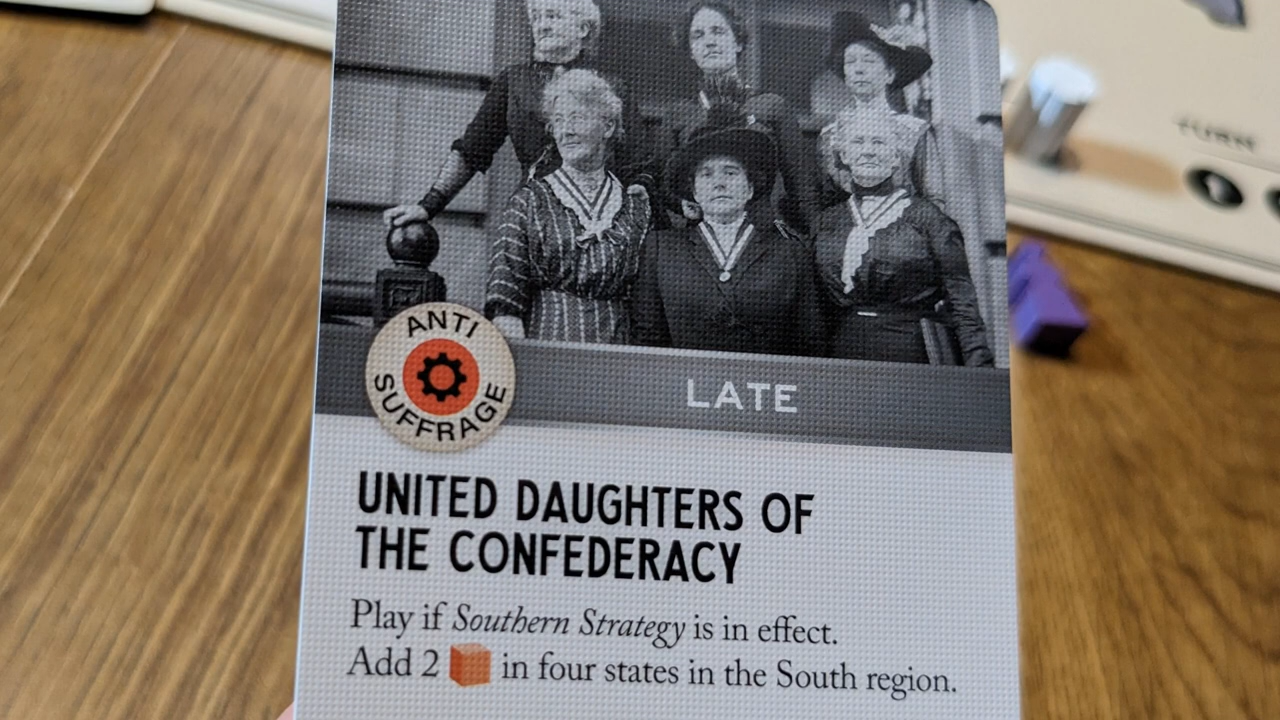 ANTI
SUFFRAGE
LATE
UNITED DAUGHTERS OF
THE CONFEDERACY
Play if Southern Strategy is in effect.
Add 2 in four states in the South region.
TURN
1